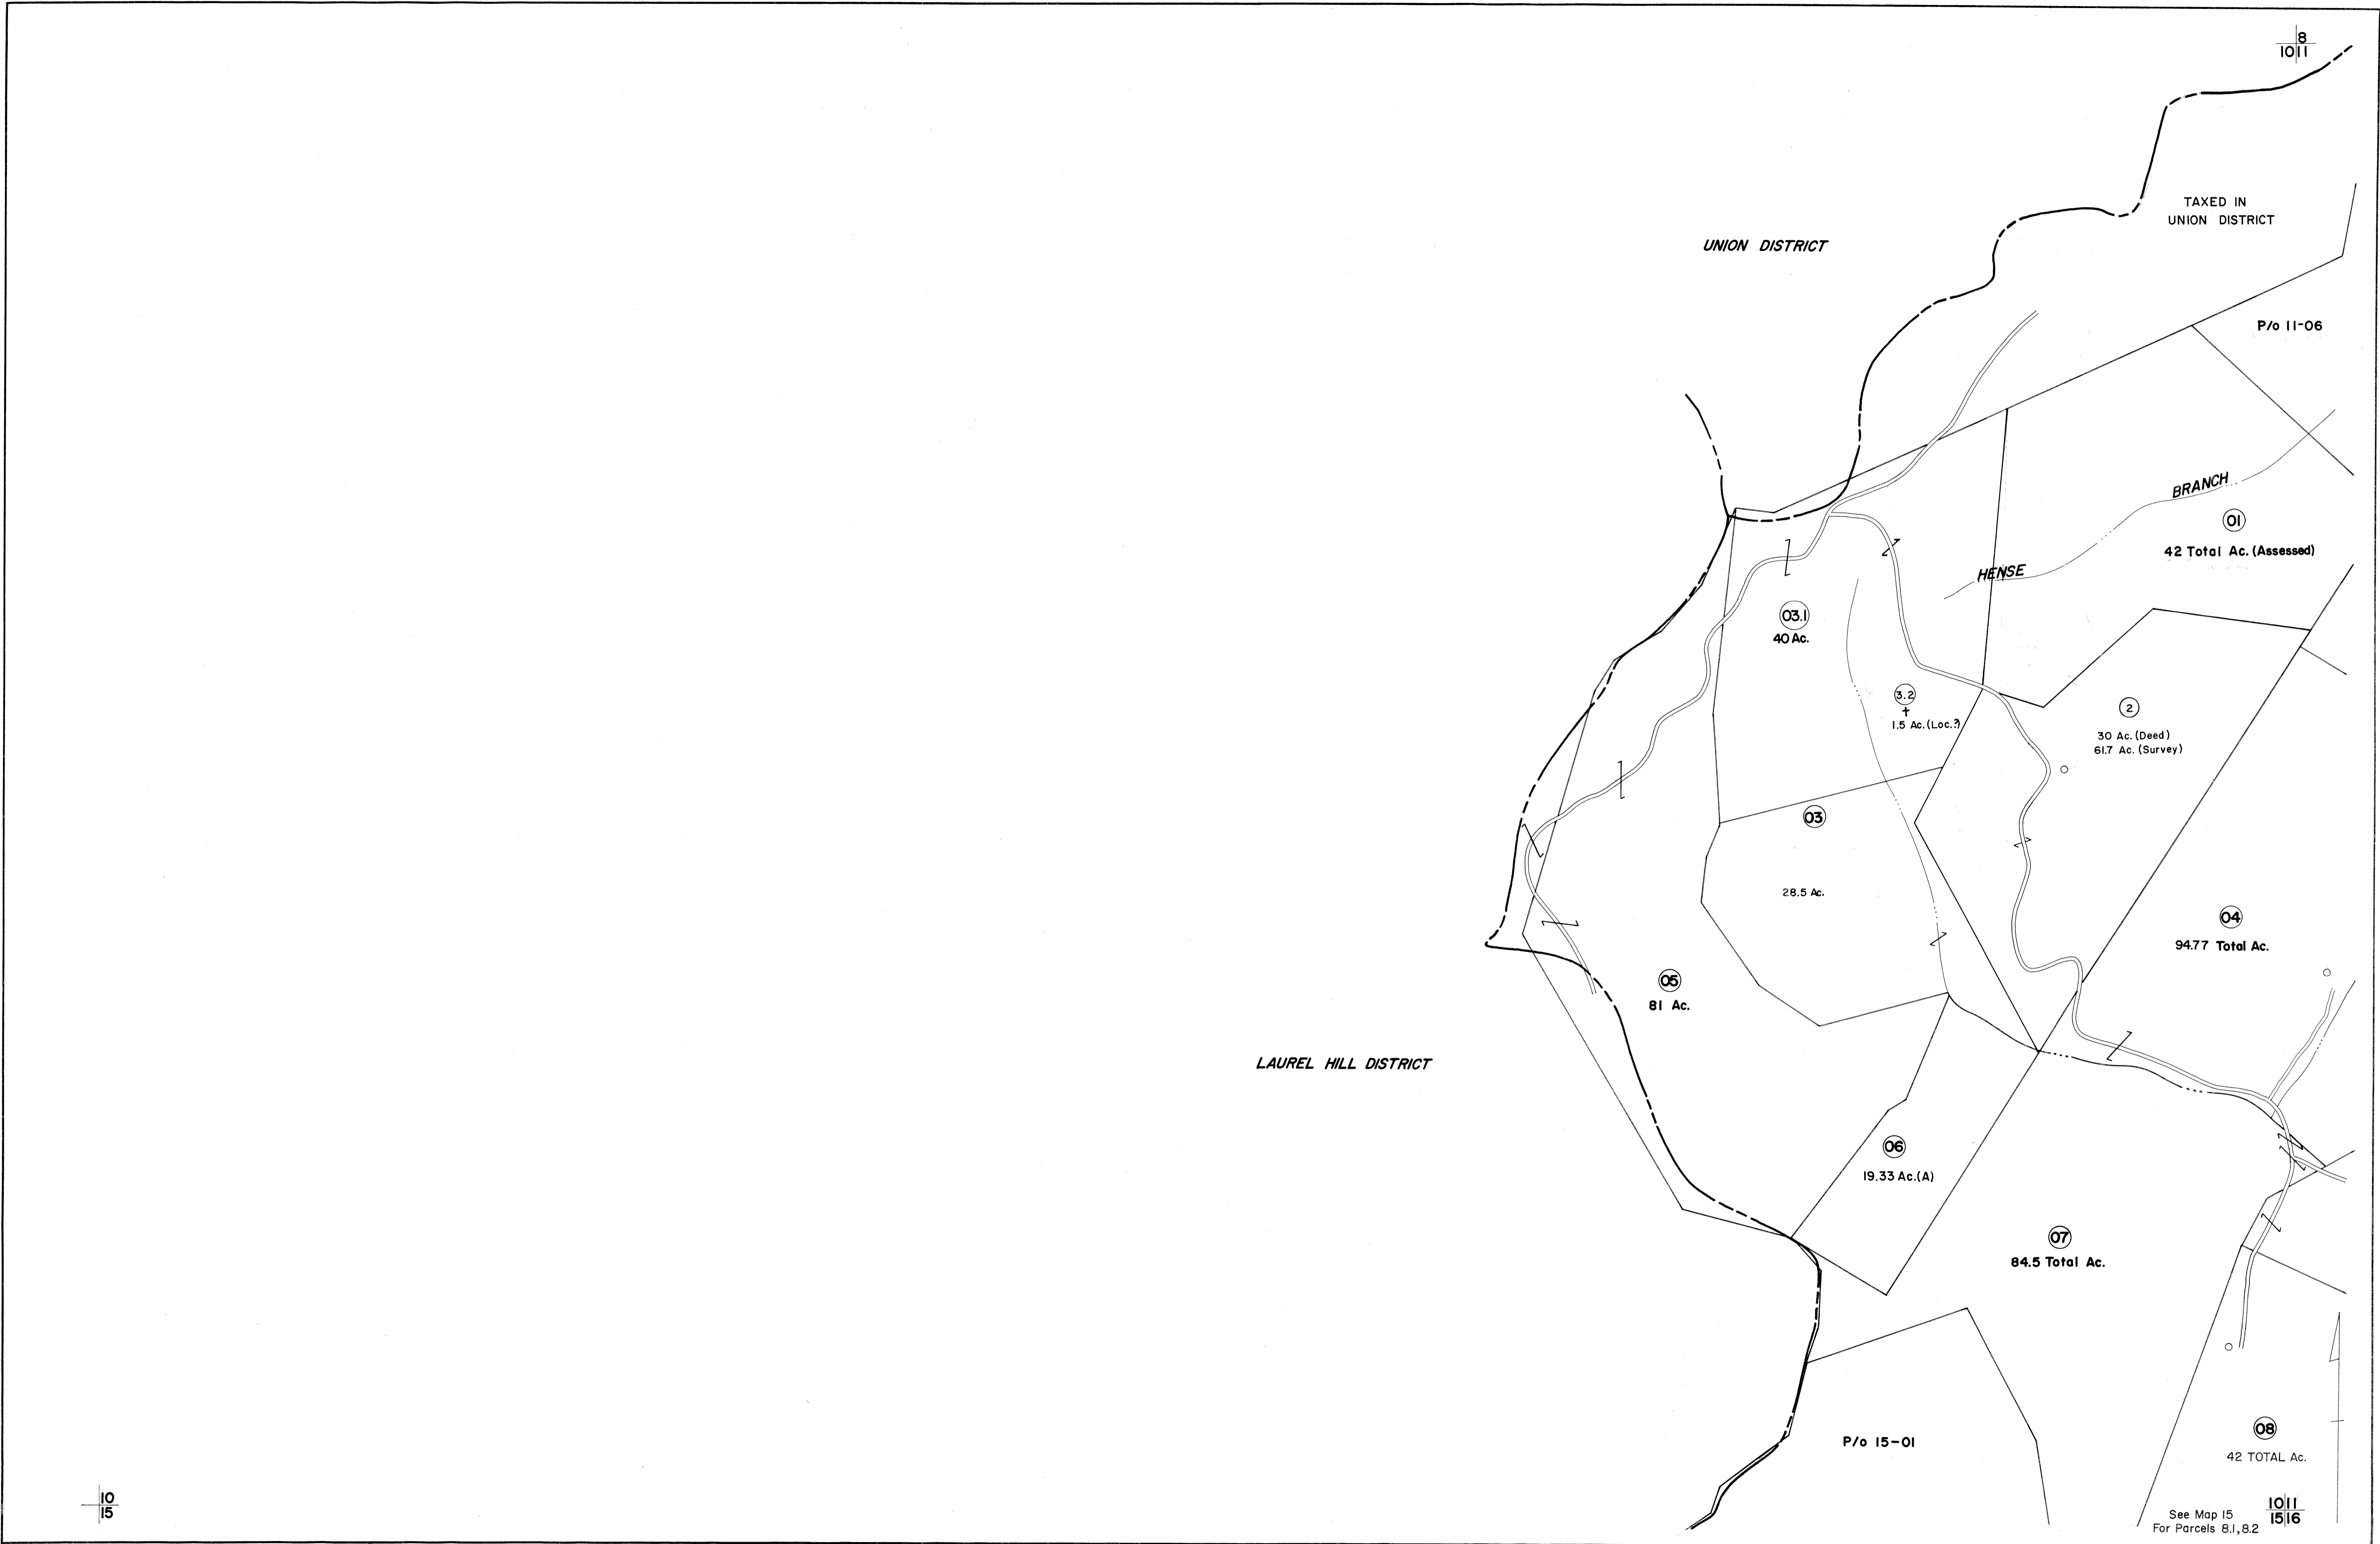 8
10 11
TAXED IN
UNION DISTRICT
UNION DISTRICT
P/o 11-06
BRANCH
01
42 Total Ac. (Assessed)
HENSE
03.1
40 Ac.
3.2
†
1.5 Ac. (Loc.?)
2
30 Ac. (Deed)
61.7 Ac. (Survey)
03
28.5 Ac.
04
94.77 Total Ac.
05
81 Ac.
LAUREL HILL DISTRICT
06
19.33 Ac.(A)
07
84.5 Total Ac.
P/o 15-01
08
42 TOTAL Ac.
10
15
See Map 15
For Parcels 8.1, 8.2
10 11
15 16